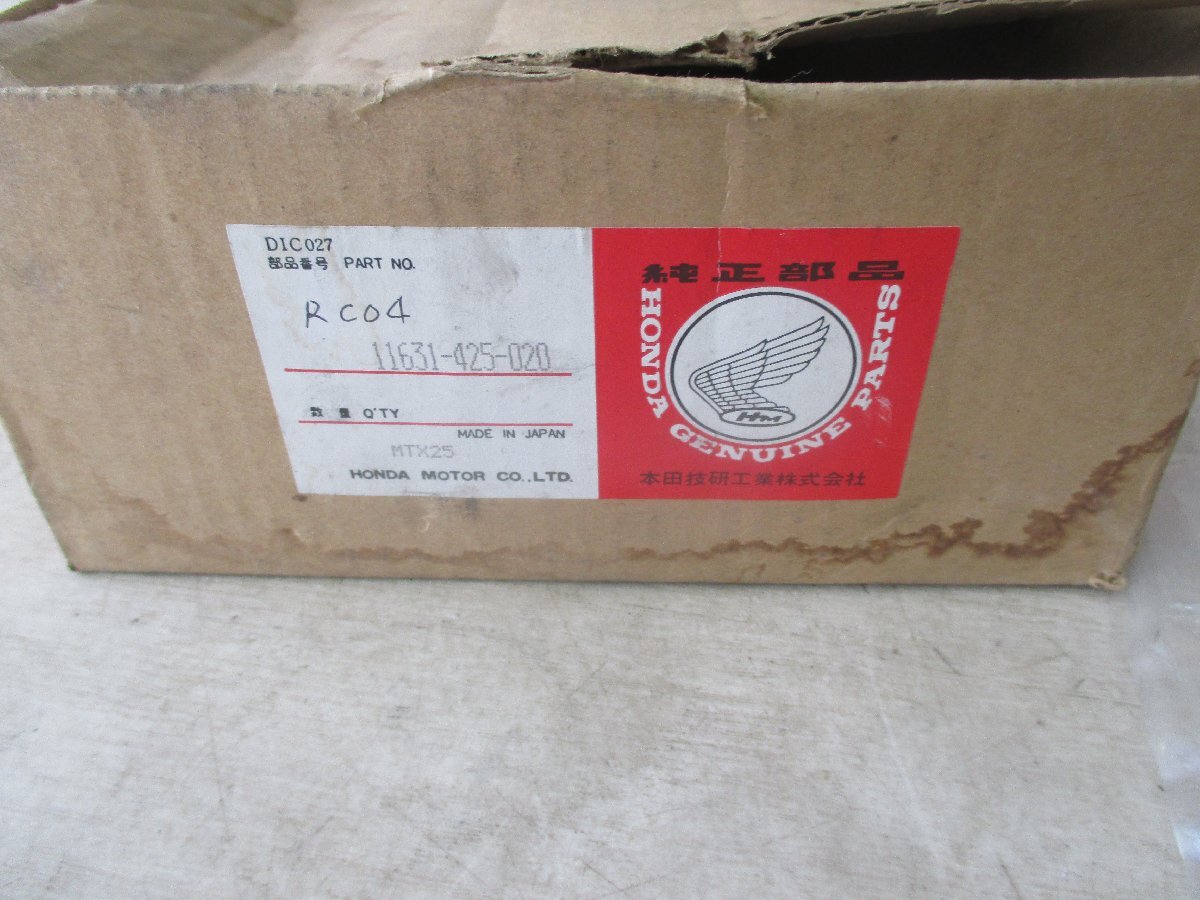 DIC027
部品番号 PART NO.
RC04
11631-425-020
数量 Q'TY
MADE IN JAPAN
MTX25
HONDA MOTOR CO.,LTD.
純正部品
HONDA GENUINE PARTS
HM
本田技研工業株式会社